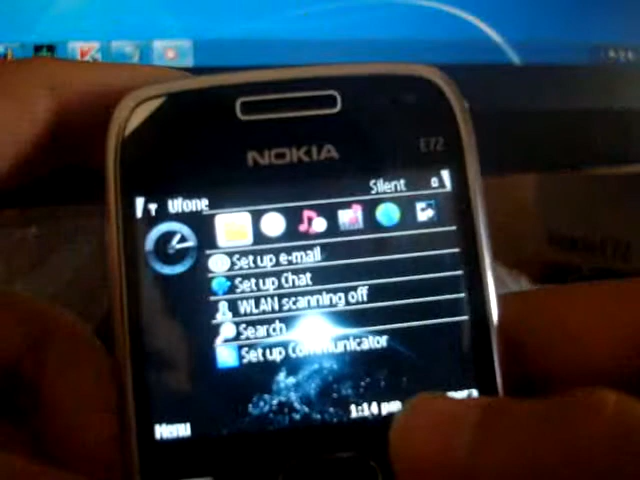 NOKIA
E72
Ufone
Silent
Set up e-mail
Set up Chat
WLAN scanning off
Search
Set up Communicator
1:14 pm
Menu